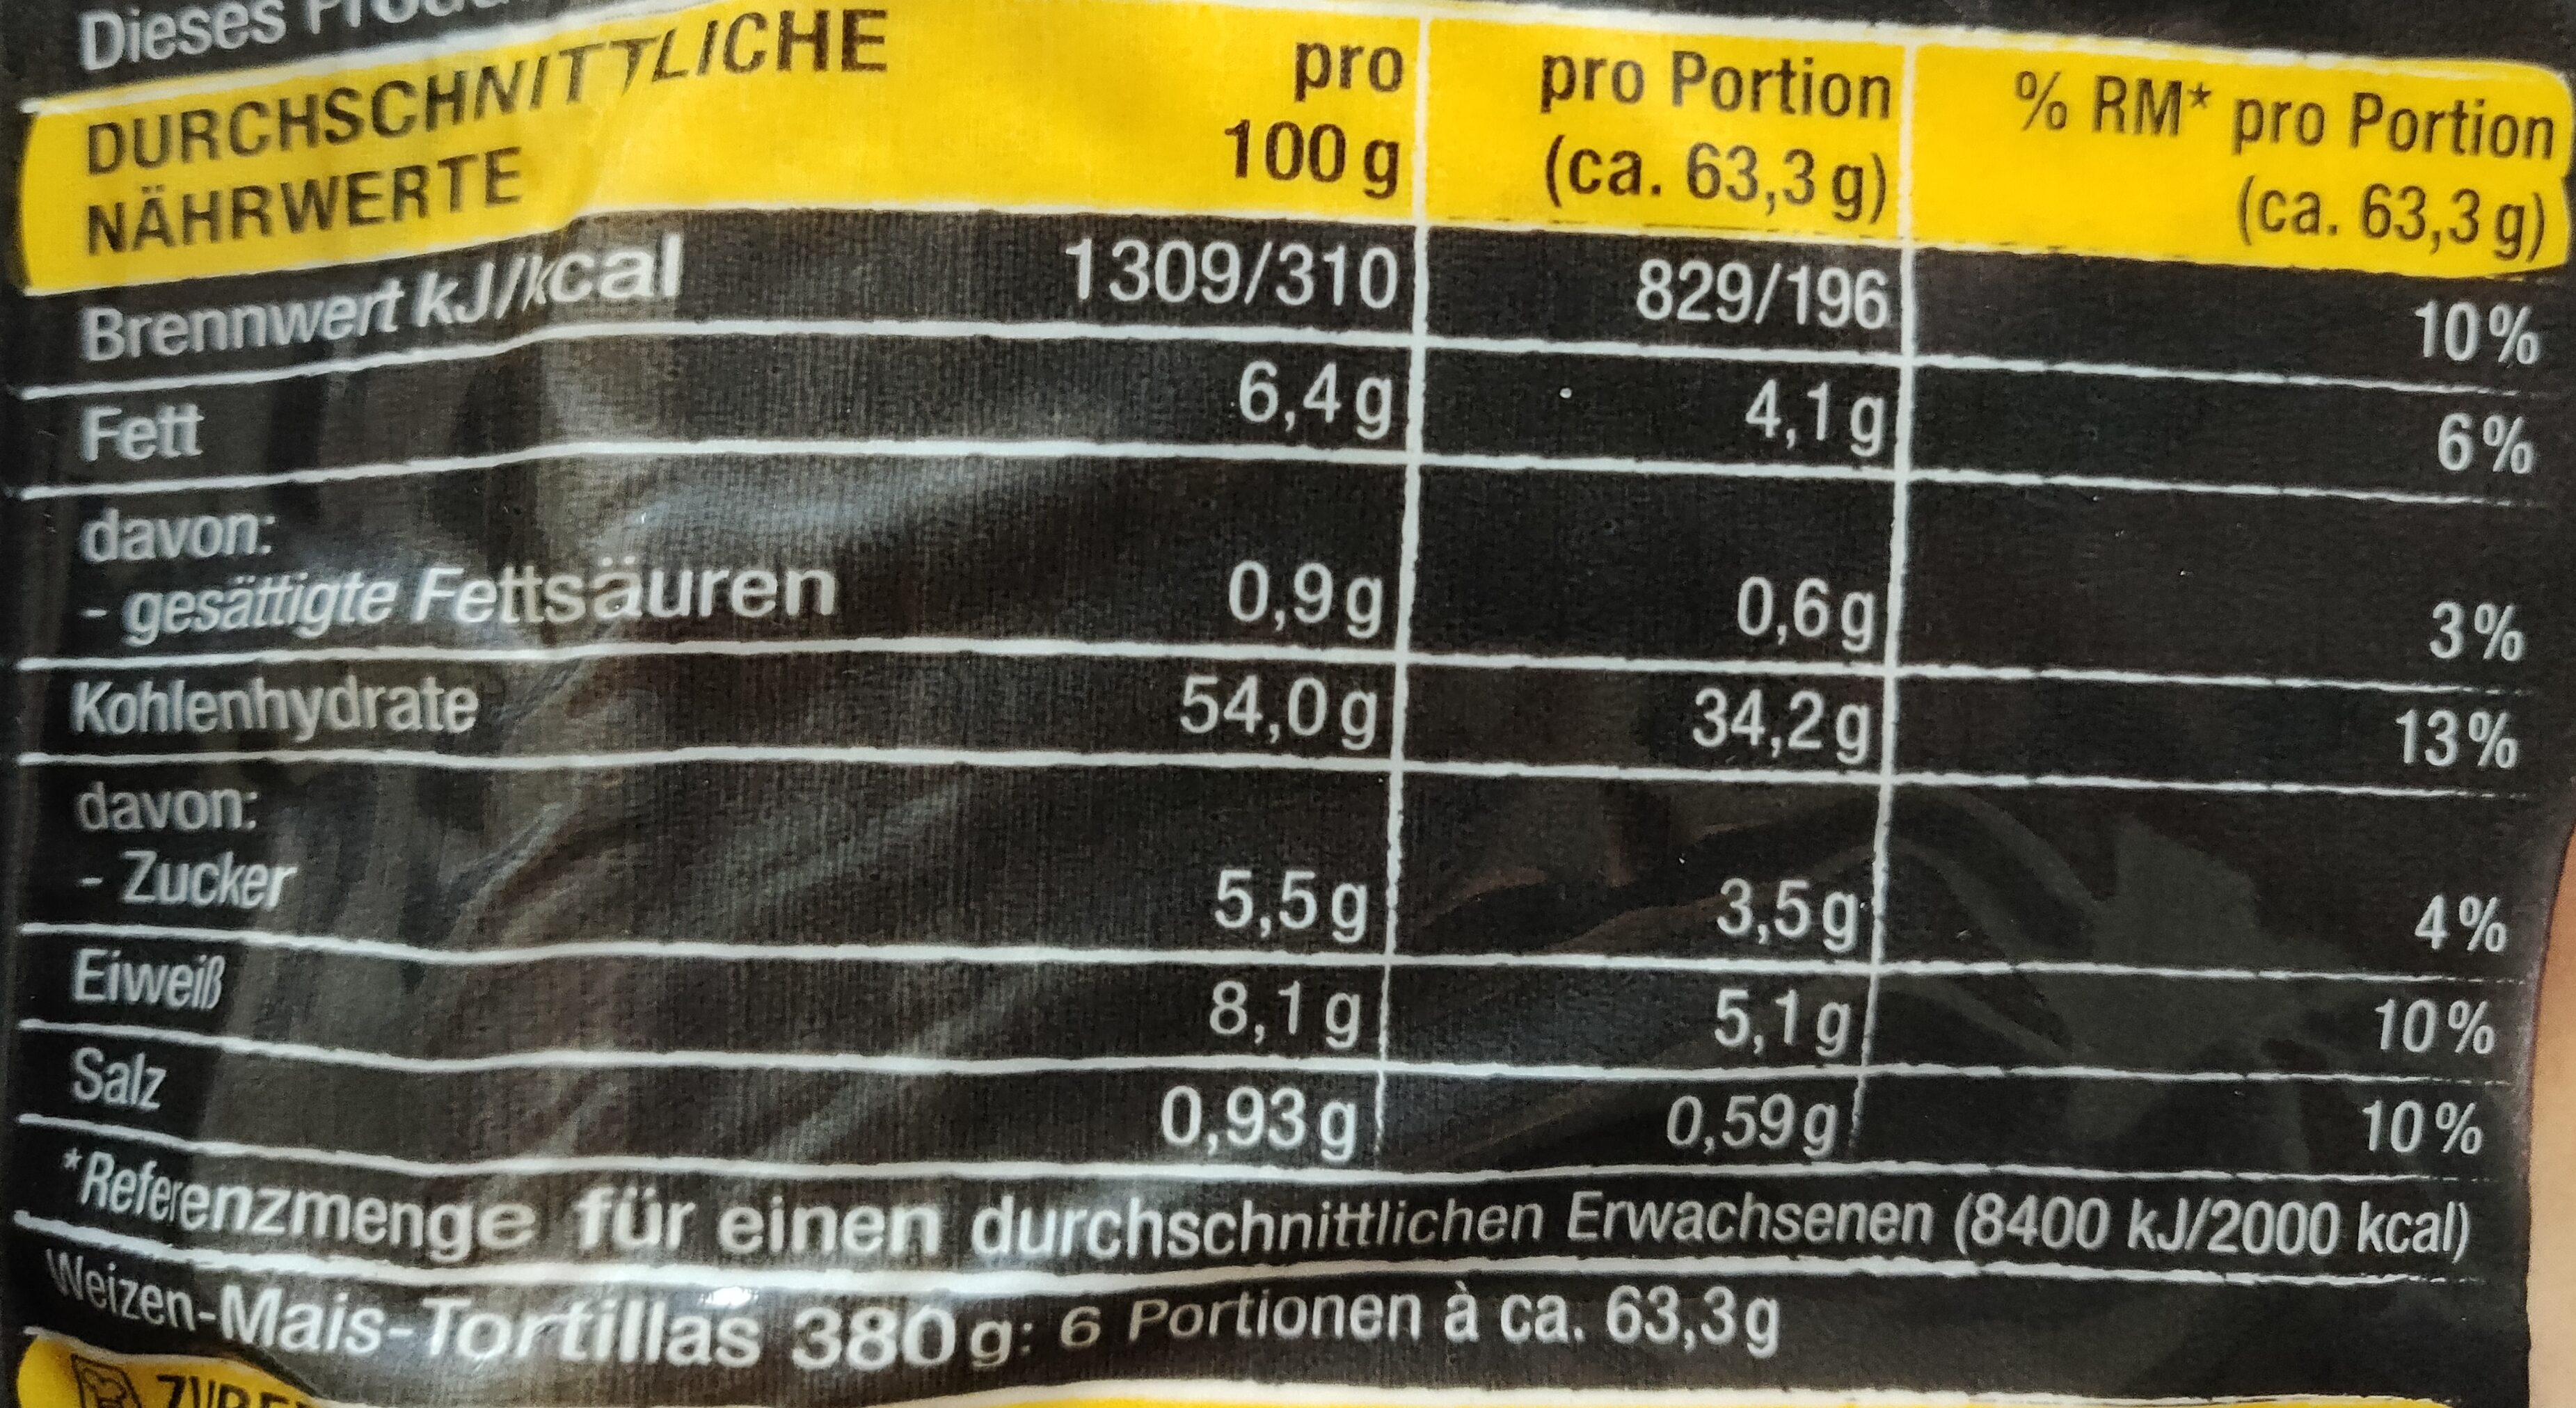 Dieses
DURCHSCHNITTLICHE NÄHRWERTE pro 100 g pro Portion (ca. 63,3 g) % RM* pro Portion (ca. 63,3 g)
Brennwert kJ/kcal 1309/310 829/196 10%
Fett 6,4 g 4,1 g 6%
davon:
- gesättigte Fettsäuren 0,9 g 0,6 g 3%
Kohlenhydrate 54,0 g 34,2 g 13%
davon:
- Zucker 5,5 g 3,5 g 4%
Eiweiß 8,1 g 5,1 g 10%
Salz 0,93 g 0,59 g 10%
*Referenzmenge für einen durchschnittlichen Erwachsenen (8400 kJ/2000 kcal)
Weizen-Mais-Tortillas 380 g: 6 Portionen à ca. 63,3 g